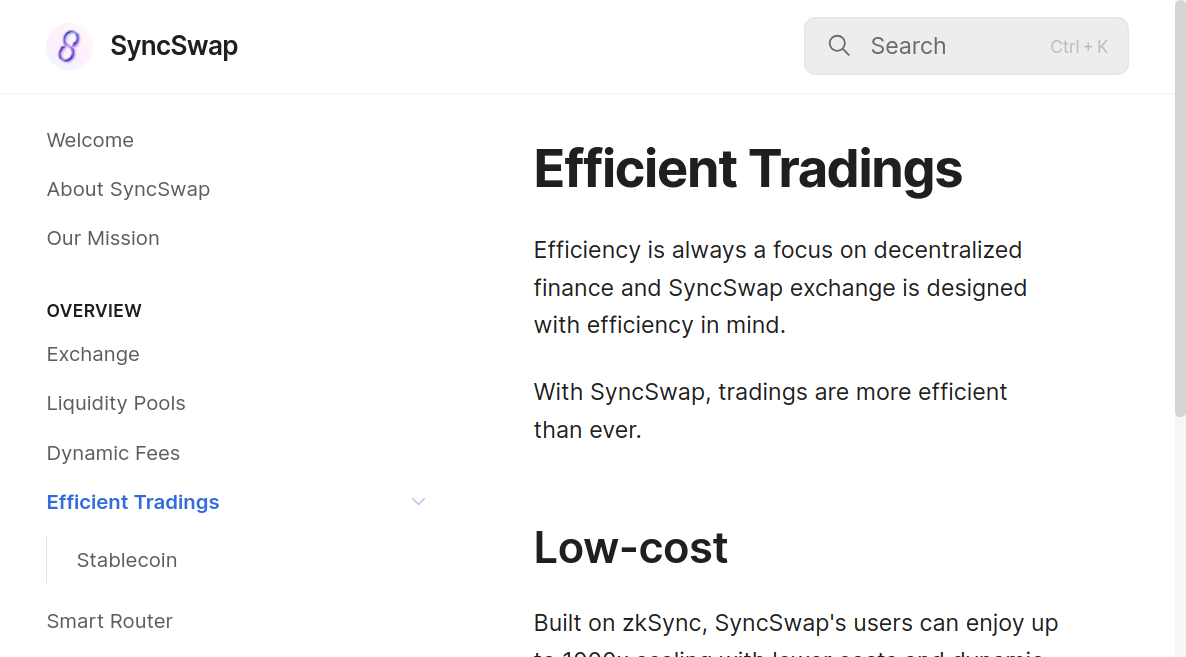 SyncSwap
Search
Ctrl + K
Welcome
About SyncSwap
Our Mission
OVERVIEW
Exchange
Liquidity Pools
Dynamic Fees
Efficient Tradings
Stablecoin
Smart Router
Efficient Tradings
Efficiency is always a focus on decentralized
finance and SyncSwap exchange is designed
with efficiency in mind.
With SyncSwap, tradings are more efficient
than ever.
Low-cost
Built on zkSync, SyncSwap's users can enjoy up